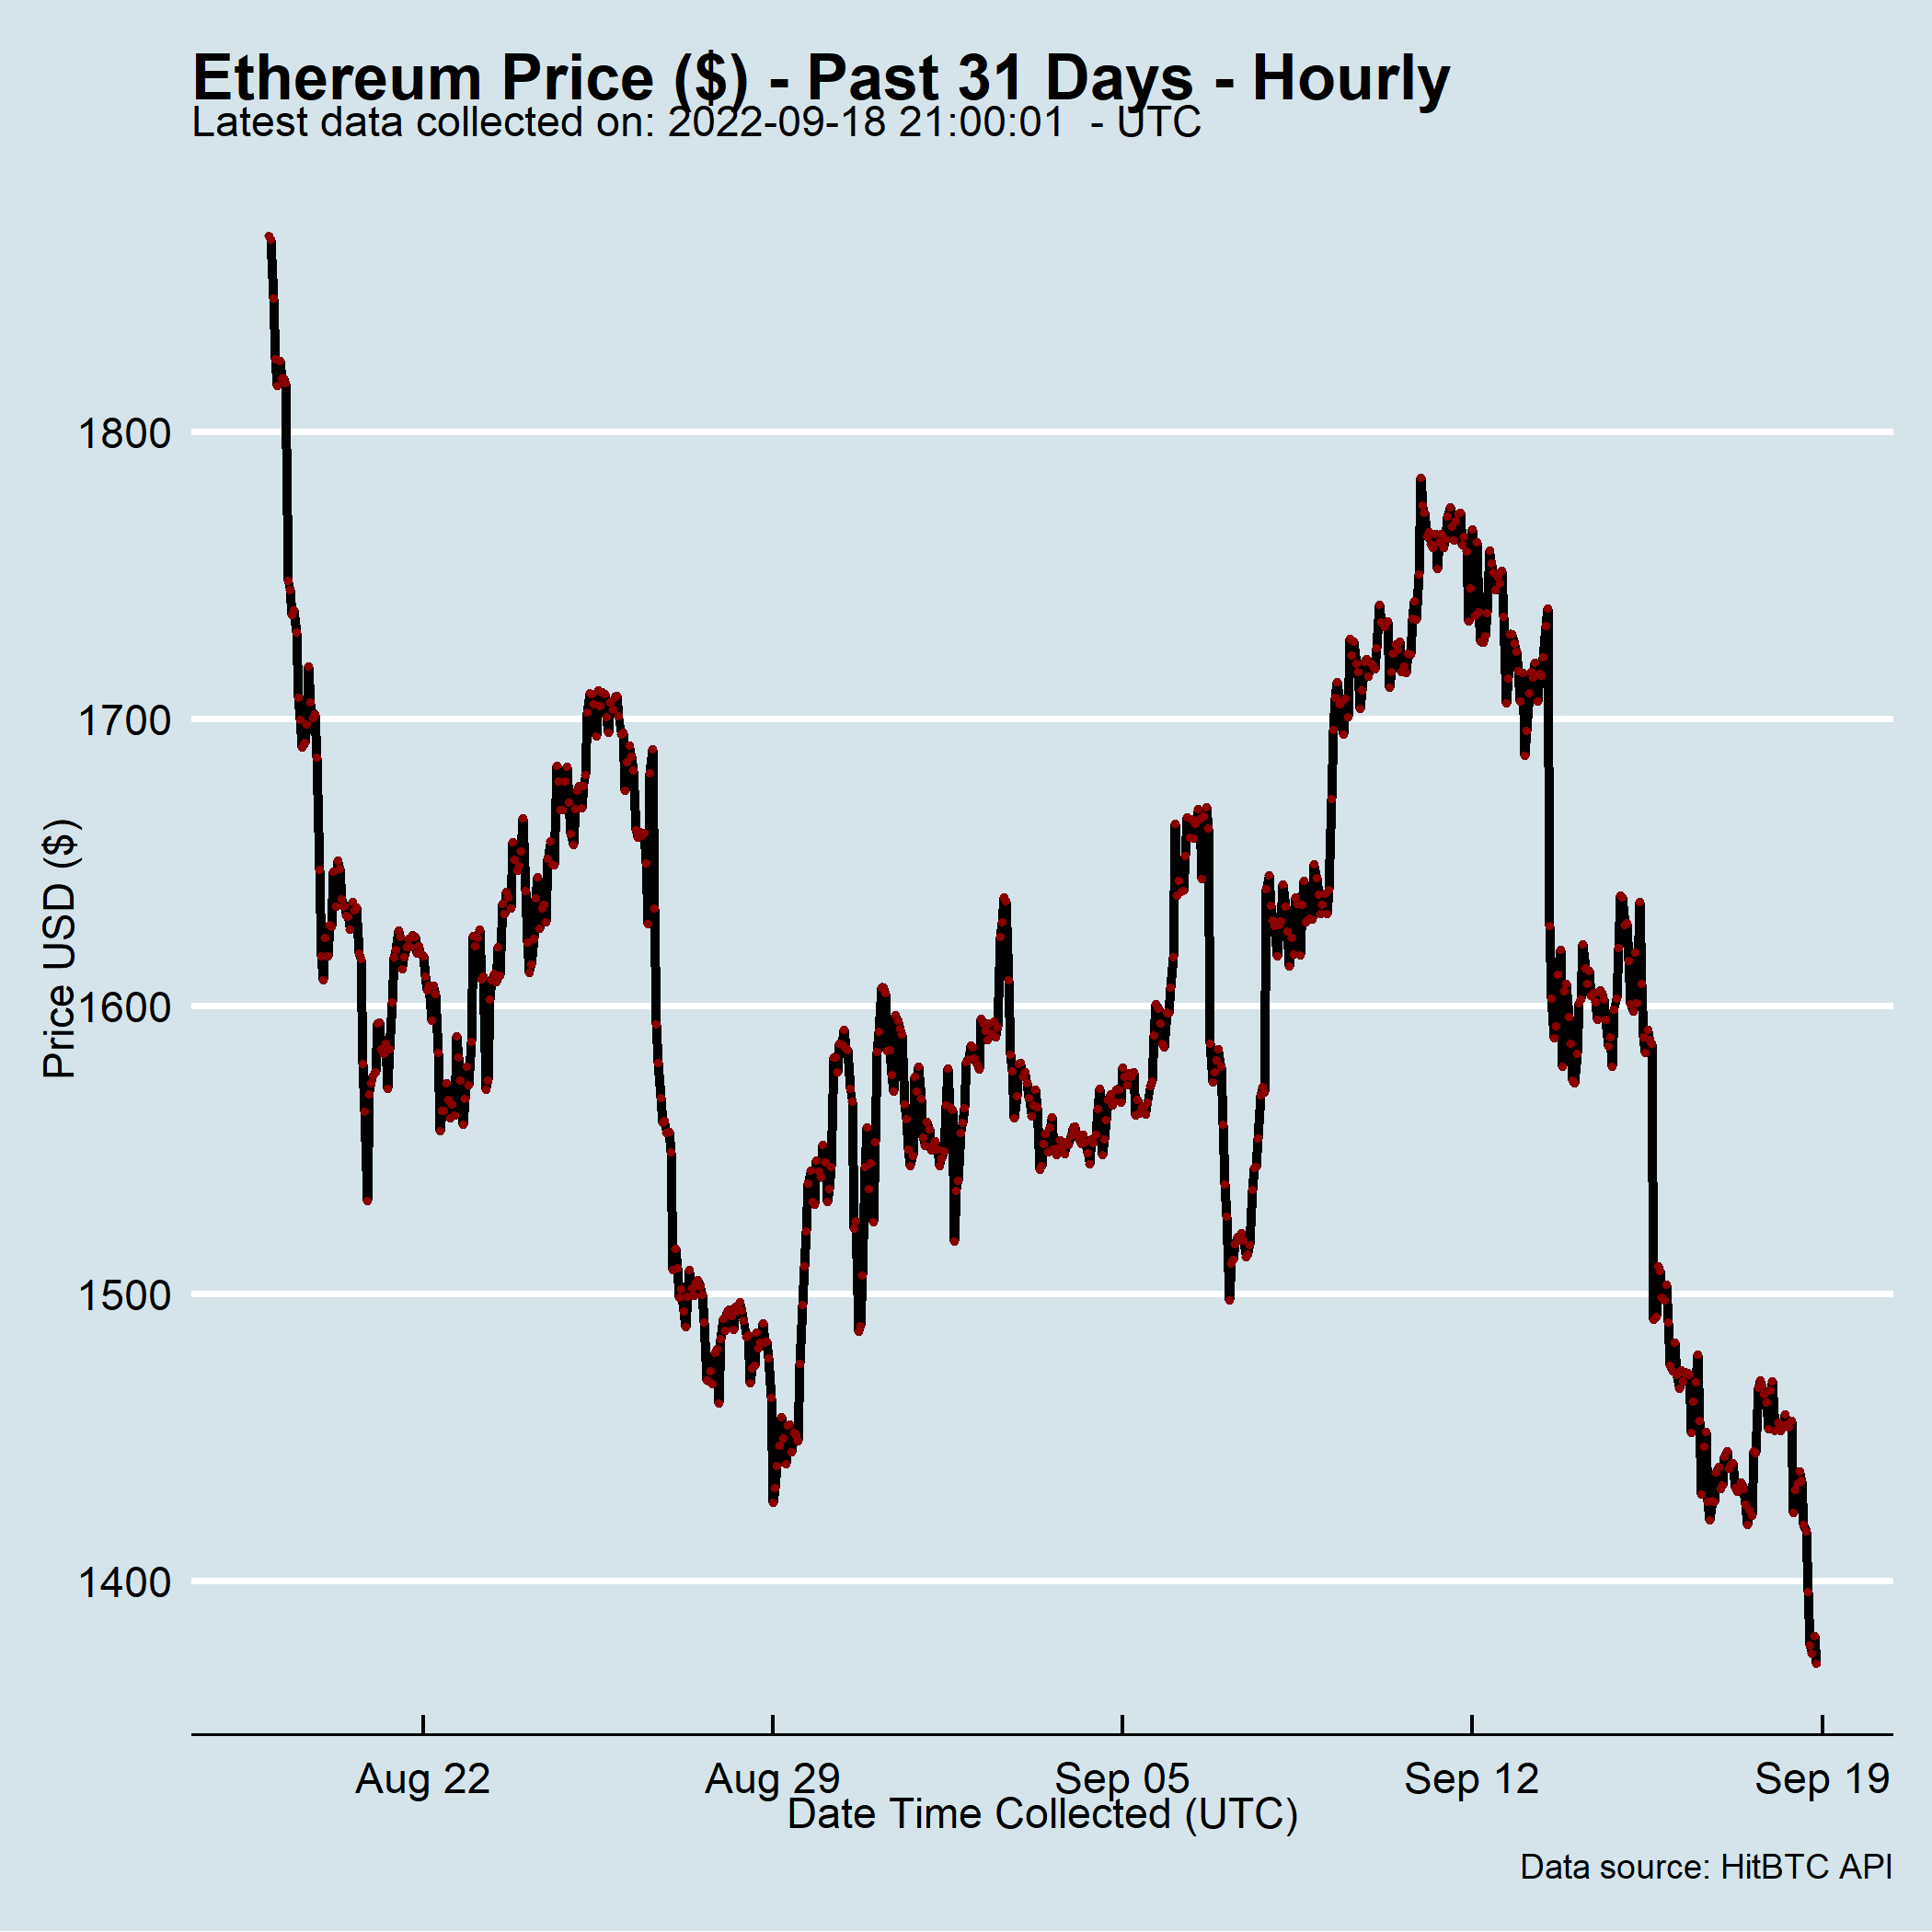 Ethereum Price ($) - Past 31 Days - Hourly
Latest data collected on: 2022-09-18 21:00:01  - UTC
Price USD ($)
1800
1700
1600
1500
1400
Aug 22
Aug 29
Sep 05
Sep 12
Sep 19
Date Time Collected (UTC)
Data source: HitBTC API